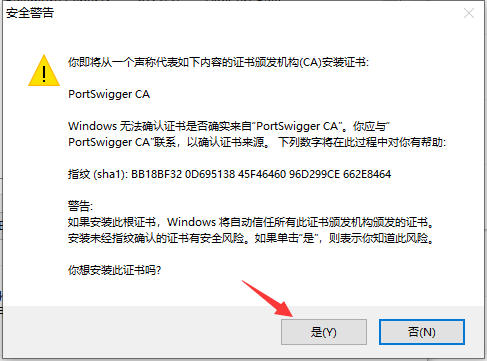 安全警告
你即将从一个声称代表如下内容的证书颁发机构(CA)安装证书:
PortSwigger CA
Windows 无法确认证书是否确实来自“PortSwigger CA”。你应与“
PortSwigger CA”联系，以确认证书来源。 下列数字将在此过程中对你有帮助:
指纹 (sha1): BB18BF32 0D695138 45F46460 96D299CE 662E8464
警告:
如果安装此根证书，Windows 将自动信任所有此证书颁发机构颁发的证书。
安装未经指纹确认的证书有安全风险。如果单击“是”，则表示你知道此风险。
你想安装此证书吗?
是(Y)
否(N)